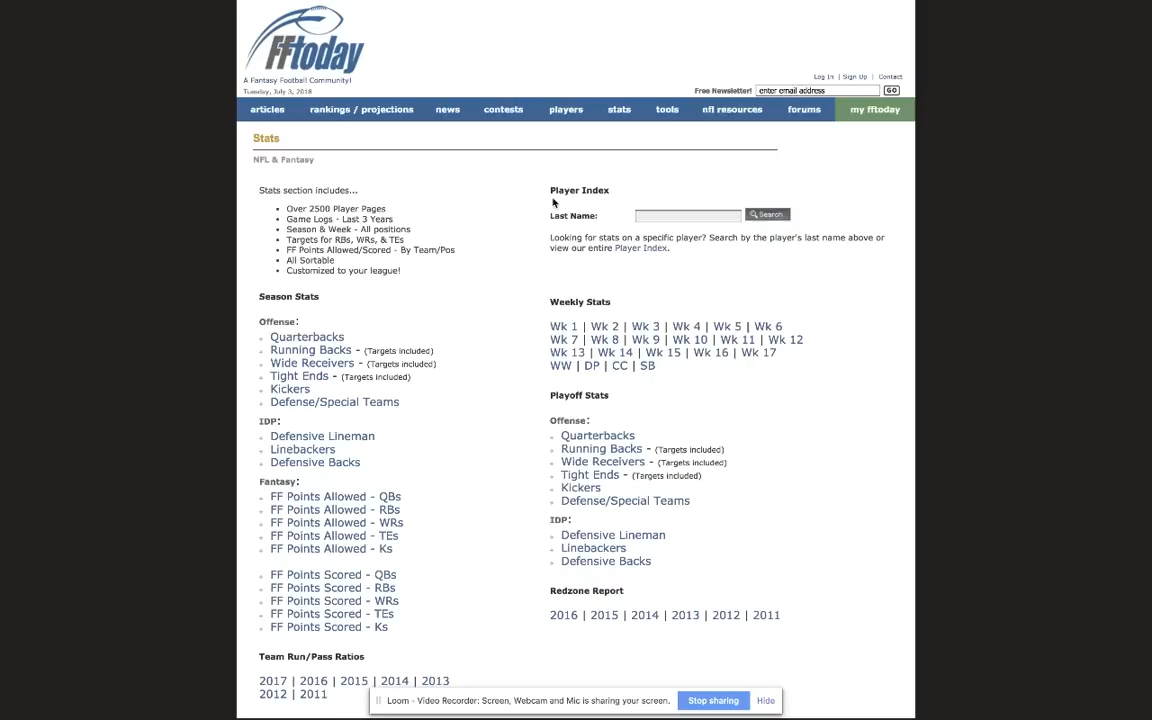 FFtoday
A Fantasy Football Community!
Tuesday, July 3, 2018
Log In | Sign Up | Contact
Free Newsletter! enter email address GO
articles rankings / projections news contests players stats tools nfl resources forums my fftoday
Stats
NFL & Fantasy
Stats section includes...
Over 2500 Player Pages
Game Logs - Last 3 Years
Season & Week - All positions
Targets for RBs, WRs, & TEs
FF Points Allowed/Scored - By Team/Pos
All Sortable
Customized to your league!
Player Index
Last Name: Search
Looking for stats on a specific player? Search by the player's last name above or
view our entire Player Index.
Season Stats
Offense:
Quarterbacks
Running Backs - (Targets included)
Wide Receivers - (Targets included)
Tight Ends - (Targets included)
Kickers
Defense/Special Teams
IDP:
Defensive Lineman
Linebackers
Defensive Backs
Fantasy:
FF Points Allowed - QBs
FF Points Allowed - RBs
FF Points Allowed - WRs
FF Points Allowed - TEs
FF Points Allowed - Ks
FF Points Scored - QBs
FF Points Scored - RBs
FF Points Scored - WRs
FF Points Scored - TEs
FF Points Scored - Ks
Team Run/Pass Ratios
2017 | 2016 | 2015 | 2014 | 2013
2012 | 2011
Weekly Stats
Wk 1 | Wk 2 | Wk 3 | Wk 4 | Wk 5 | Wk 6
Wk 7 | Wk 8 | Wk 9 | Wk 10 | Wk 11 | Wk 12
Wk 13 | Wk 14 | Wk 15 | Wk 16 | Wk 17
WW | DP | CC | SB
Playoff Stats
Offense:
Quarterbacks
Running Backs - (Targets included)
Wide Receivers - (Targets included)
Tight Ends - (Targets included)
Kickers
Defense/Special Teams
IDP:
Defensive Lineman
Linebackers
Defensive Backs
Redzone Report
2016 | 2015 | 2014 | 2013 | 2012 | 2011
Loom - Video Recorder: Screen, Webcam and Mic is sharing your screen. Stop sharing Hide